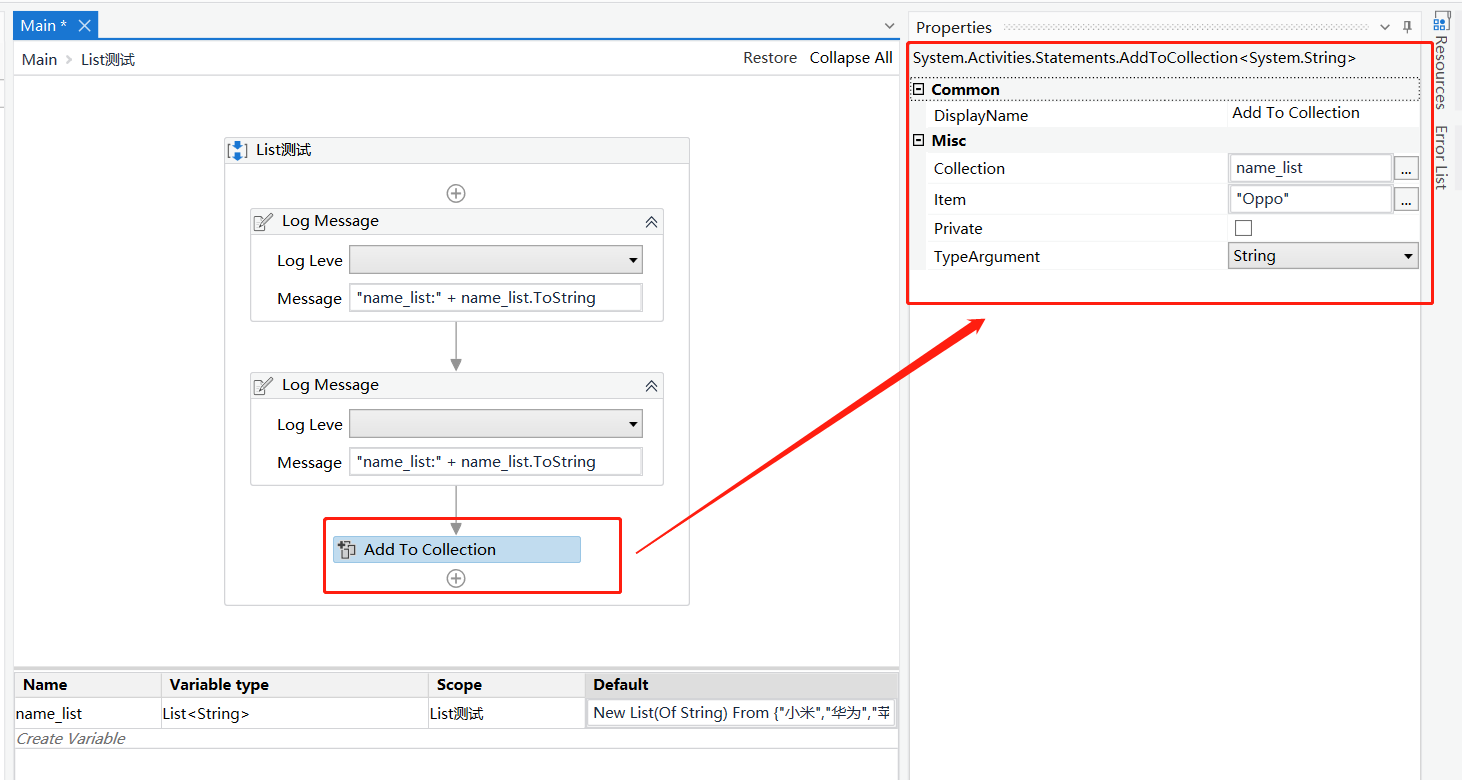 Main *
Main > List测试
Restore Collapse All
List测试
Log Message
Log Leve
Message "name_list:" + name_list.ToString
Log Message
Log Leve
Message "name_list:" + name_list.ToString
Add To Collection
Name Variable type Scope Default
name_list List<String> List测试 New List(Of String) From {"小米","华为","苹
Create Variable
Properties
System.Activities.Statements.AddToCollection<System.String>
Common
DisplayName Add To Collection
Misc
Collection name_list ...
Item "Oppo" ...
Private
TypeArgument String
Resources
Error List